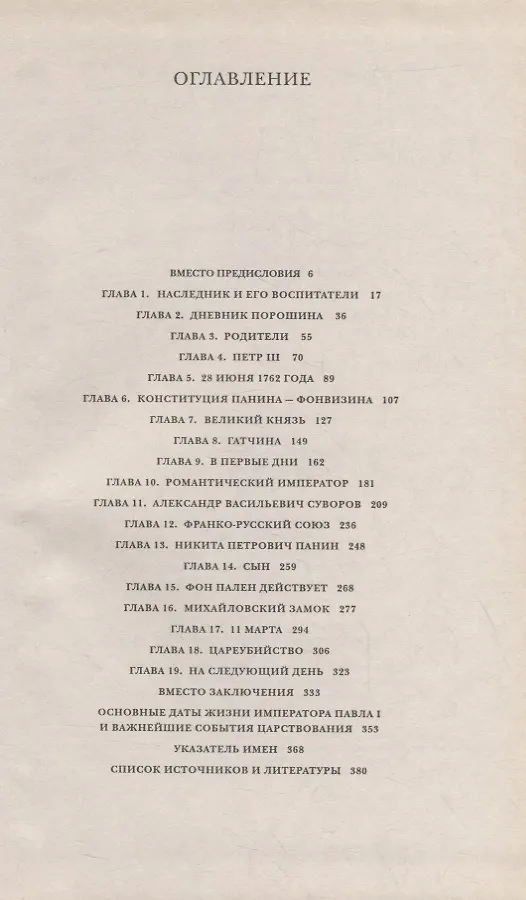 ОГЛАВЛЕНИЕ
ВМЕСТО ПРЕДИСЛОВИЯ 6
ГЛАВА 1. НАСЛЕДНИК И ЕГО ВОСПИТАТЕЛИ 17
ГЛАВА 2. ДНЕВНИК ПОРОШИНА 36
ГЛАВА 3. РОДИТЕЛИ 55
ГЛАВА 4. ПЕТР III 70
ГЛАВА 5. 28 ИЮНЯ 1762 ГОДА 89
ГЛАВА 6. КОНСТИТУЦИЯ ПАНИНА — ФОНВИЗИНА 107
ГЛАВА 7. ВЕЛИКИЙ КНЯЗЬ 127
ГЛАВА 8. ГАТЧИНА 149
ГЛАВА 9. В ПЕРВЫЕ ДНИ 162
ГЛАВА 10. РОМАНТИЧЕСКИЙ ИМПЕРАТОР 181
ГЛАВА 11. АЛЕКСАНДР ВАСИЛЬЕВИЧ СУВОРОВ 209
ГЛАВА 12. ФРАНКО-РУССКИЙ СОЮЗ 236
ГЛАВА 13. НИКИТА ПЕТРОВИЧ ПАНИН 248
ГЛАВА 14. СЫН 259
ГЛАВА 15. ФОН ПАЛЕН ДЕЙСТВУЕТ 268
ГЛАВА 16. МИХАЙЛОВСКИЙ ЗАМОК 277
ГЛАВА 17. 11 МАРТА 294
ГЛАВА 18. ЦАРЕУБИЙСТВО 306
ГЛАВА 19. НА СЛЕДУЮЩИЙ ДЕНЬ 323
ВМЕСТО ЗАКЛЮЧЕНИЯ 333
ОСНОВНЫЕ ДАТЫ ЖИЗНИ ИМПЕРАТОРА ПАВЛА I
И ВАЖНЕЙШИЕ СОБЫТИЯ ЦАРСТВОВАНИЯ 353
УКАЗАТЕЛЬ ИМЕН 368
СПИСОК ИСТОЧНИКОВ И ЛИТЕРАТУРЫ 380